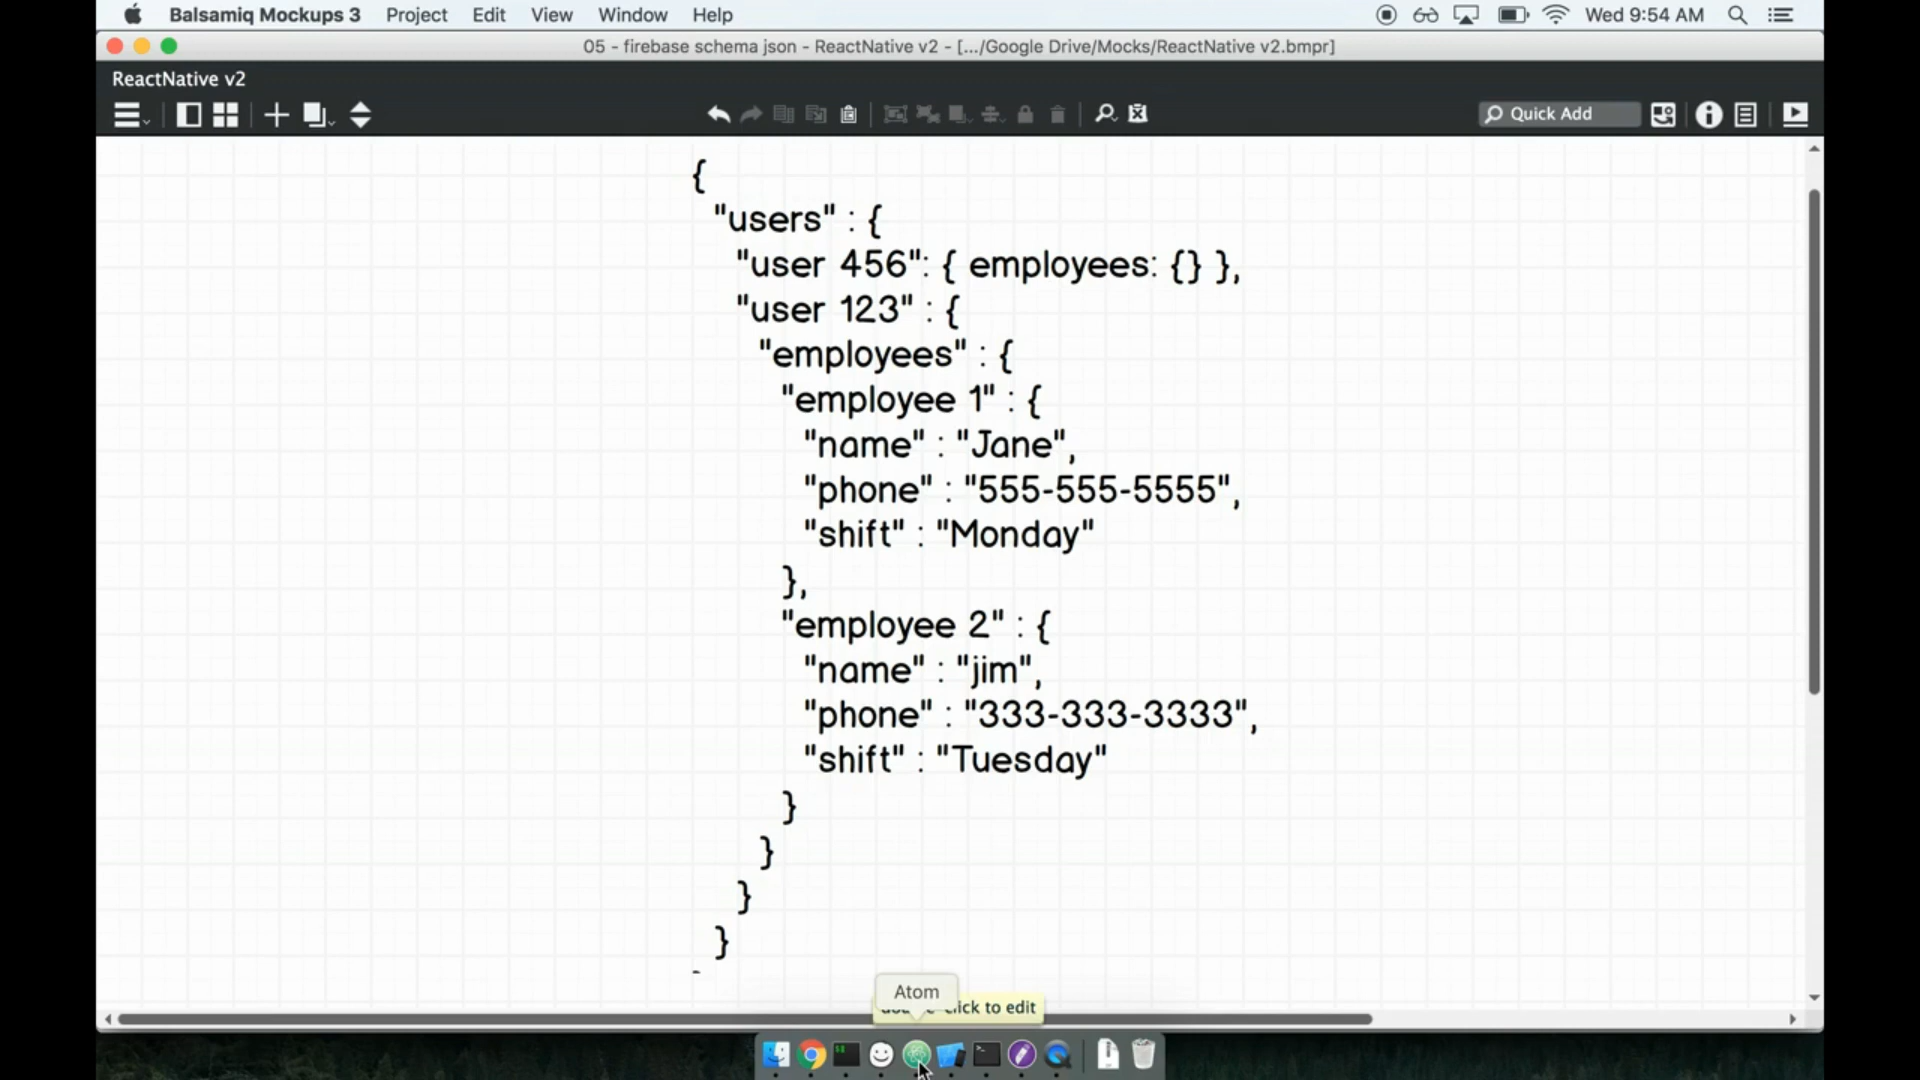 Balsamiq Mockups 3 Project Edit View Window Help Wed 9:54 AM
05 - firebase schema json - ReactNative v2 - [.../Google Drive/Mocks/ReactNative v2.bmpr]
ReactNative v2
Quick Add
{
"users" : {
"user 456": { employees: {} },
"user 123" : {
"employees" : {
"employee 1" : {
"name" : "Jane",
"phone" : "555-555-5555",
"shift" : "Monday"
},
"employee 2" : {
"name" : "jim",
"phone" : "333-333-3333",
"shift" : "Tuesday"
}
}
}
}
Atom
to edit